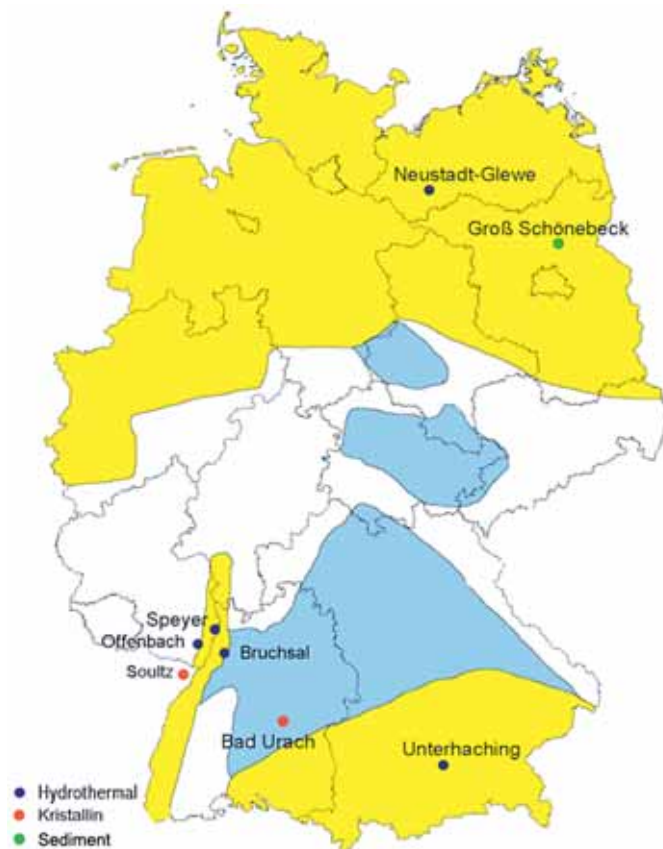 Neustadt-Glewe
Groß Schönebeck
Speyer
Offenbach
Bruchsal
Soultz
Bad Urach
Unterhaching
Hydrothermal
Kristallin
Sediment